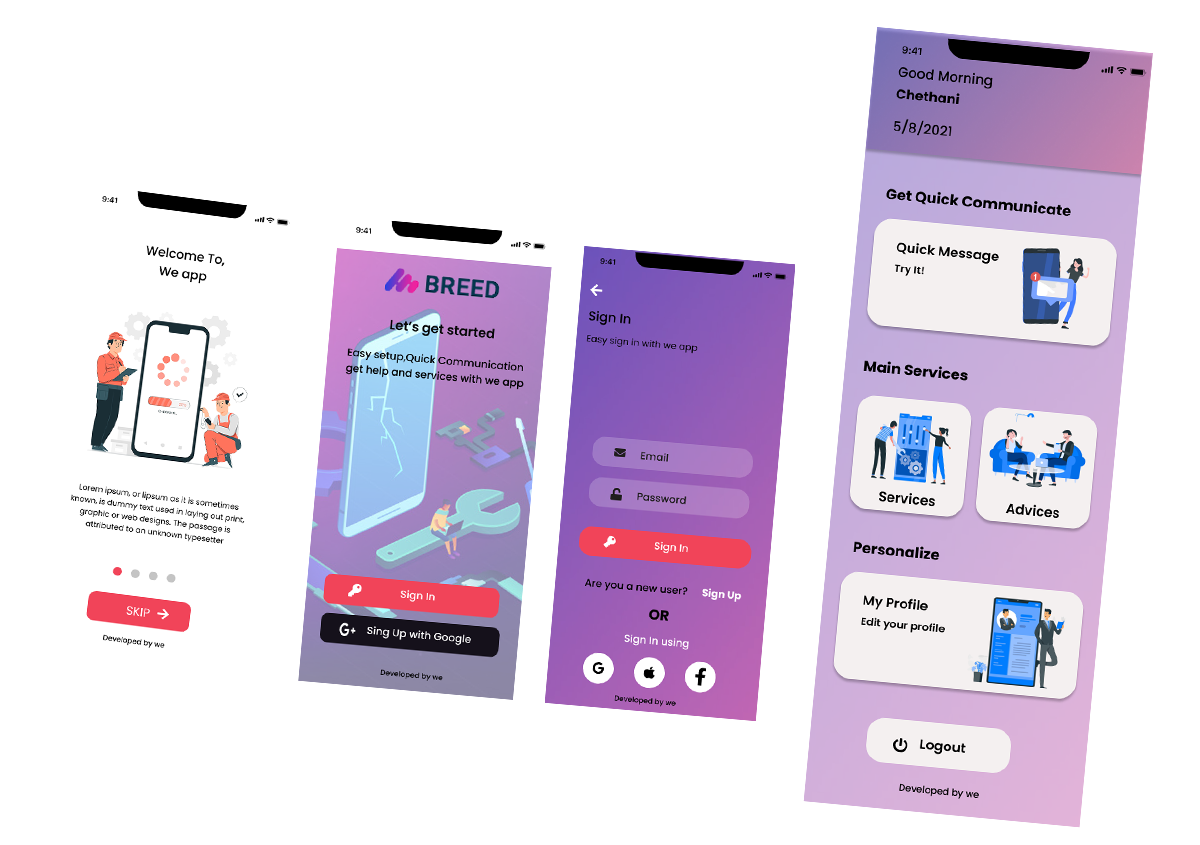 9:41
Welcome To,
We app
Lorem ipsum, or lipsum as it is sometimes
known, is dummy text used in laying out print,
graphic or web designs. The passage is
attributed to an unknown typesetter
SKIP
Developed by we
9:41
BREED
Let's get started
Easy setup,Quick Communication
get help and services with we app
Sign In
G+ Sing Up with Google
Developed by we
9:41
Sign In
Easy sign in with we app
Email
Password
Sign In
Are you a new user? Sign Up
OR
Sign In using
G
Developed by we
9:41
Good Morning
Chethani
5/8/2021
Get Quick Communicate
Quick Message
Try It!
1
Main Services
Services
Advices
Personalize
My Profile
Edit your profile
Logout
Developed by we